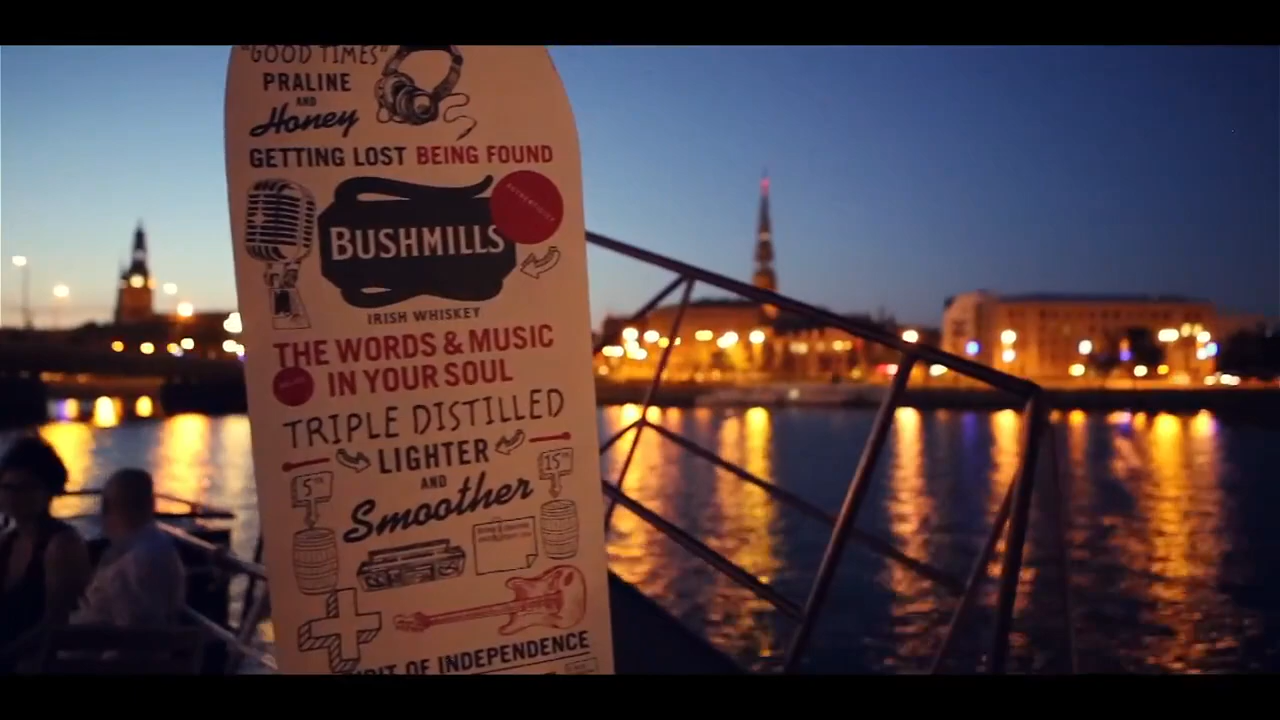 "GOOD TIMES"
PRALINE
AND
Honey
GETTING LOST BEING FOUND
AUTHENTICITY
BUSHMILLS
IRISH WHISKEY
THE WORDS & MUSIC
IN YOUR SOUL
TRIPLE DISTILLED
LIGHTER
AND
5TH
15TH
Smoother
OF INDEPENDENCE